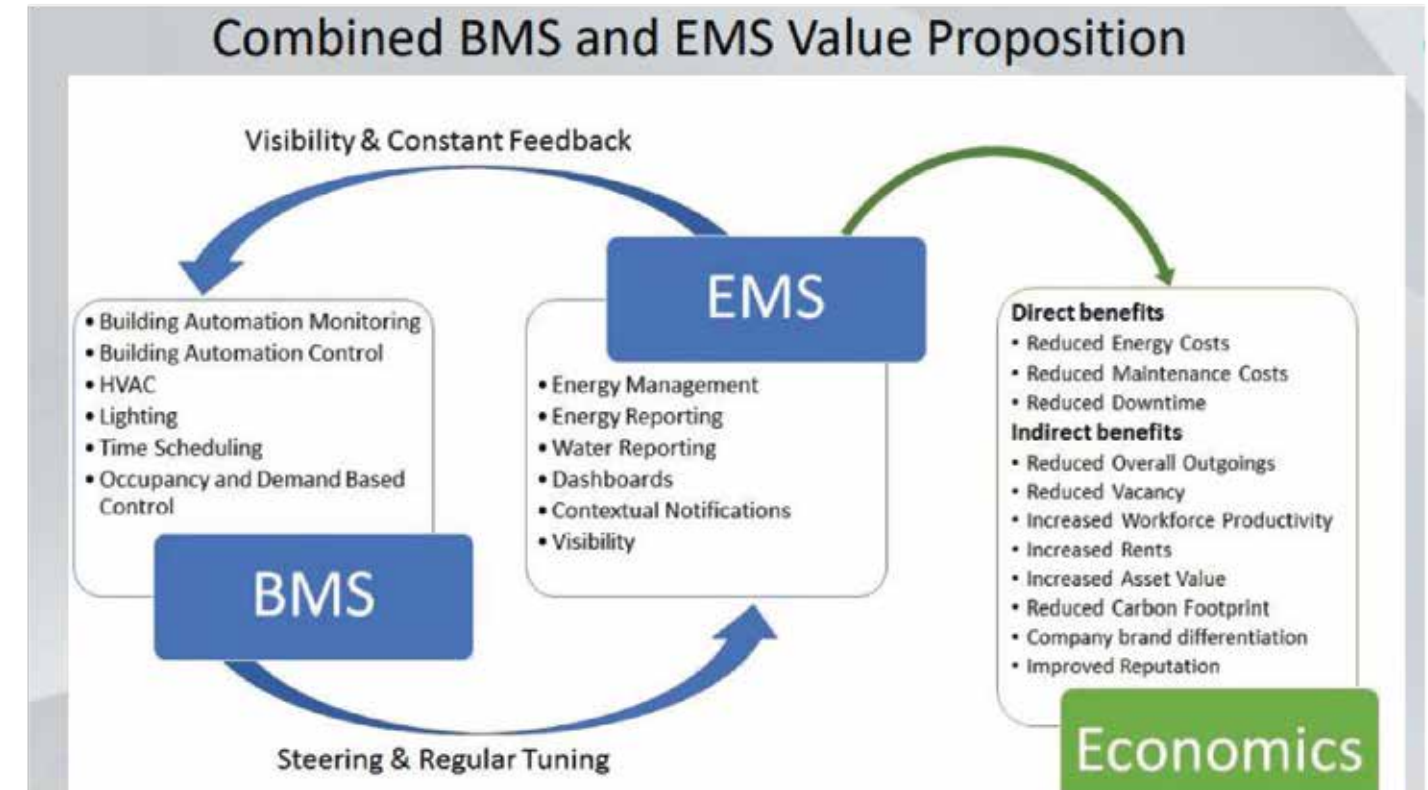 Combined BMS and EMS Value Proposition
Visibility & Constant Feedback
• Building Automation Monitoring
• Building Automation Control
• HVAC
• Lighting
• Time Scheduling
• Occupancy and Demand Based
Control
BMS
EMS
• Energy Management
• Energy Reporting
• Water Reporting
• Dashboards
• Contextual Notifications
• Visibility
Steering & Regular Tuning
Direct benefits
• Reduced Energy Costs
• Reduced Maintenance Costs
• Reduced Downtime
Indirect benefits
• Reduced Overall Outgoings
• Reduced Vacancy
• Increased Workforce Productivity
• Increased Rents
• Increased Asset Value
• Reduced Carbon Footprint
• Company brand differentiation
• Improved Reputation
Economics